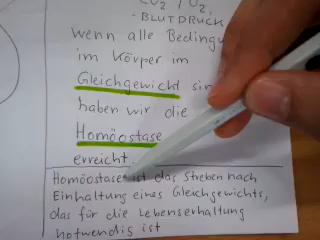 CO2 / O2,
- BLUTDRUCK
wenn alle Bedingu
im Körper im
Gleichgewicht sin
haben wir die
Homöostase
erreicht.
Homöostase ist das Streben nach
Einhaltung eines Gleichgewichts,
das für die Lebenserhaltung
notwendig ist